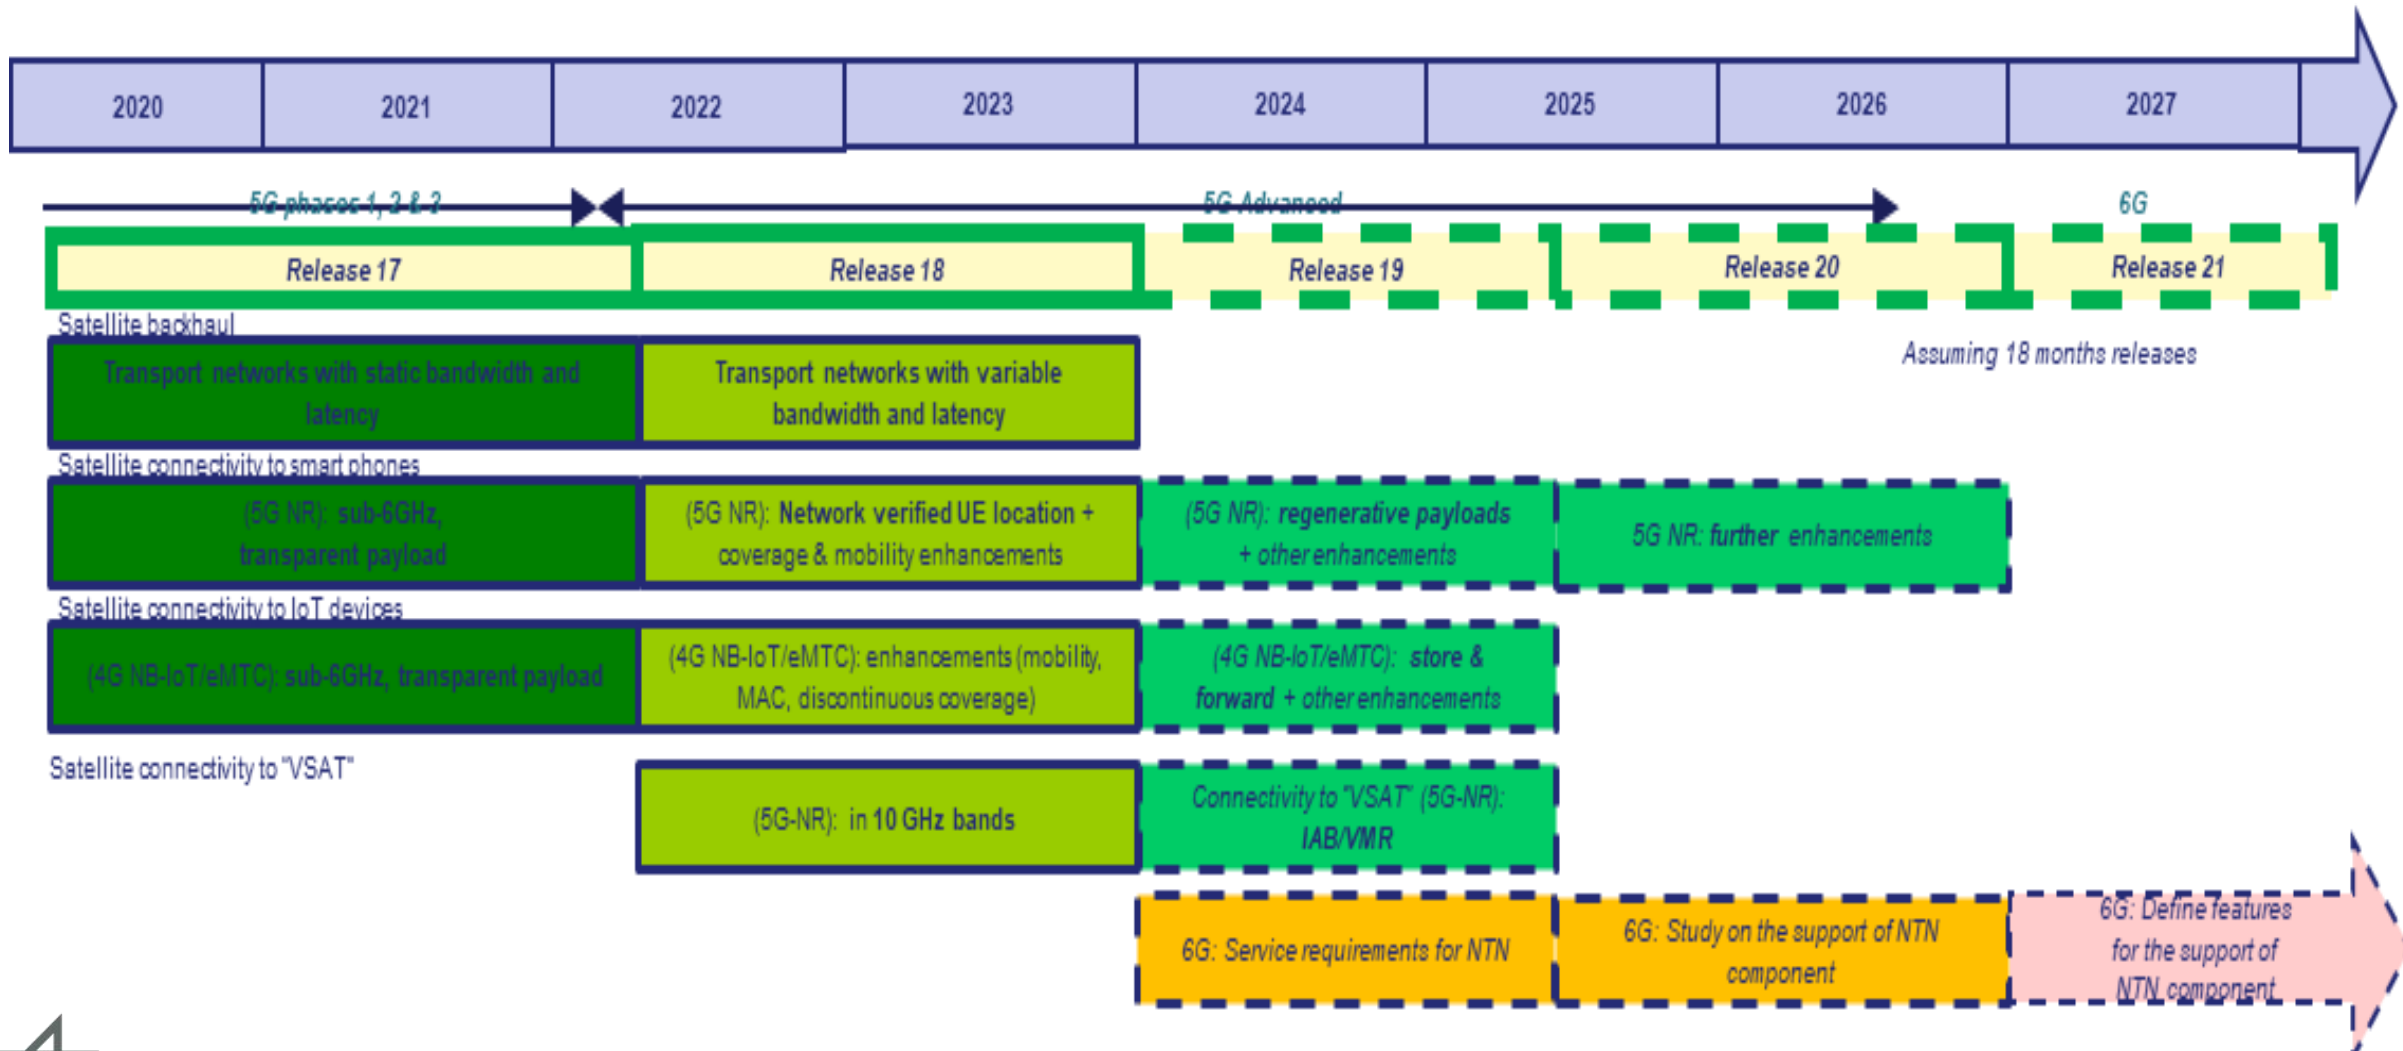 2020 2021 2022 2023 2024 2025 2026 2027
5G phases 1, 2 & 3 5G Advanced 6G
Release 17 Release 18 Release 19 Release 20 Release 21
Assuming 18 months releases
Satellite backhaul
Transport networks with static bandwidth and
latency
Transport networks with variable
bandwidth and latency
Satellite connectivity to smart phones
(5G NR): sub-6GHz,
transparent payload
(5G NR): Network verified UE location +
coverage & mobility enhancements
(5G NR): regenerative payloads
+ other enhancements
5G NR: further enhancements
Satellite connectivity to IoT devices
(4G NB-IoT/eMTC): sub-6GHz, transparent payload
(4G NB-IoT/eMTC): enhancements (mobility,
MAC, discontinuous coverage)
(4G NB-IoT/eMTC): store &
forward + other enhancements
Satellite connectivity to "VSAT"
(5G-NR): in 10 GHz bands
Connectivity to "VSAT" (5G-NR):
IAB/VMR
6G: Service requirements for NTN
6G: Study on the support of NTN
component
6G: Define features
for the support of
NTN component